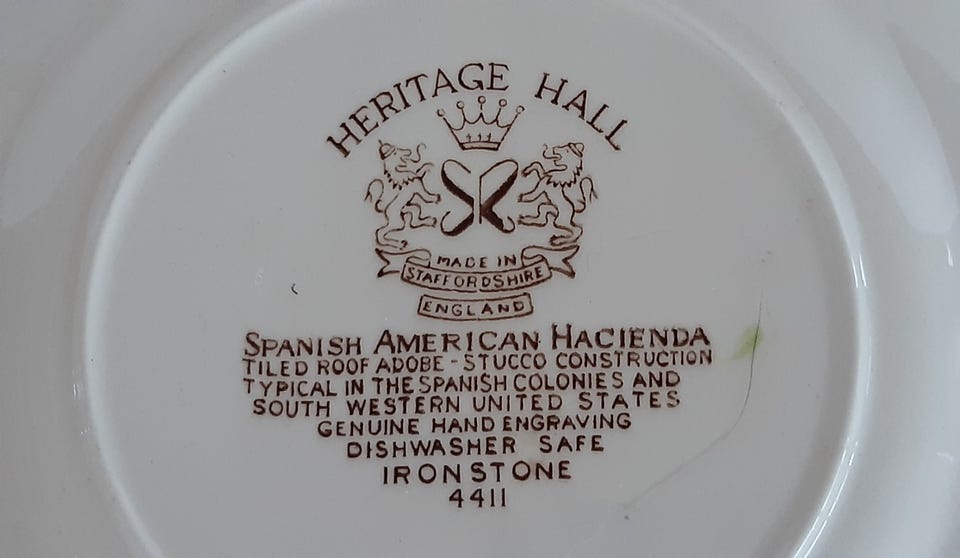 HERITAGE HALL
MADE IN
STAFFORDSHIRE
ENGLAND
SPANISH AMERICAN HACIENDA
TILED ROOF ADOBE - STUCCO CONSTRUCTION
TYPICAL IN THE SPANISH COLONIES AND
SOUTH WESTERN UNITED STATES
GENUINE HAND ENGRAVING
DISHWASHER SAFE
IRONSTONE
4411